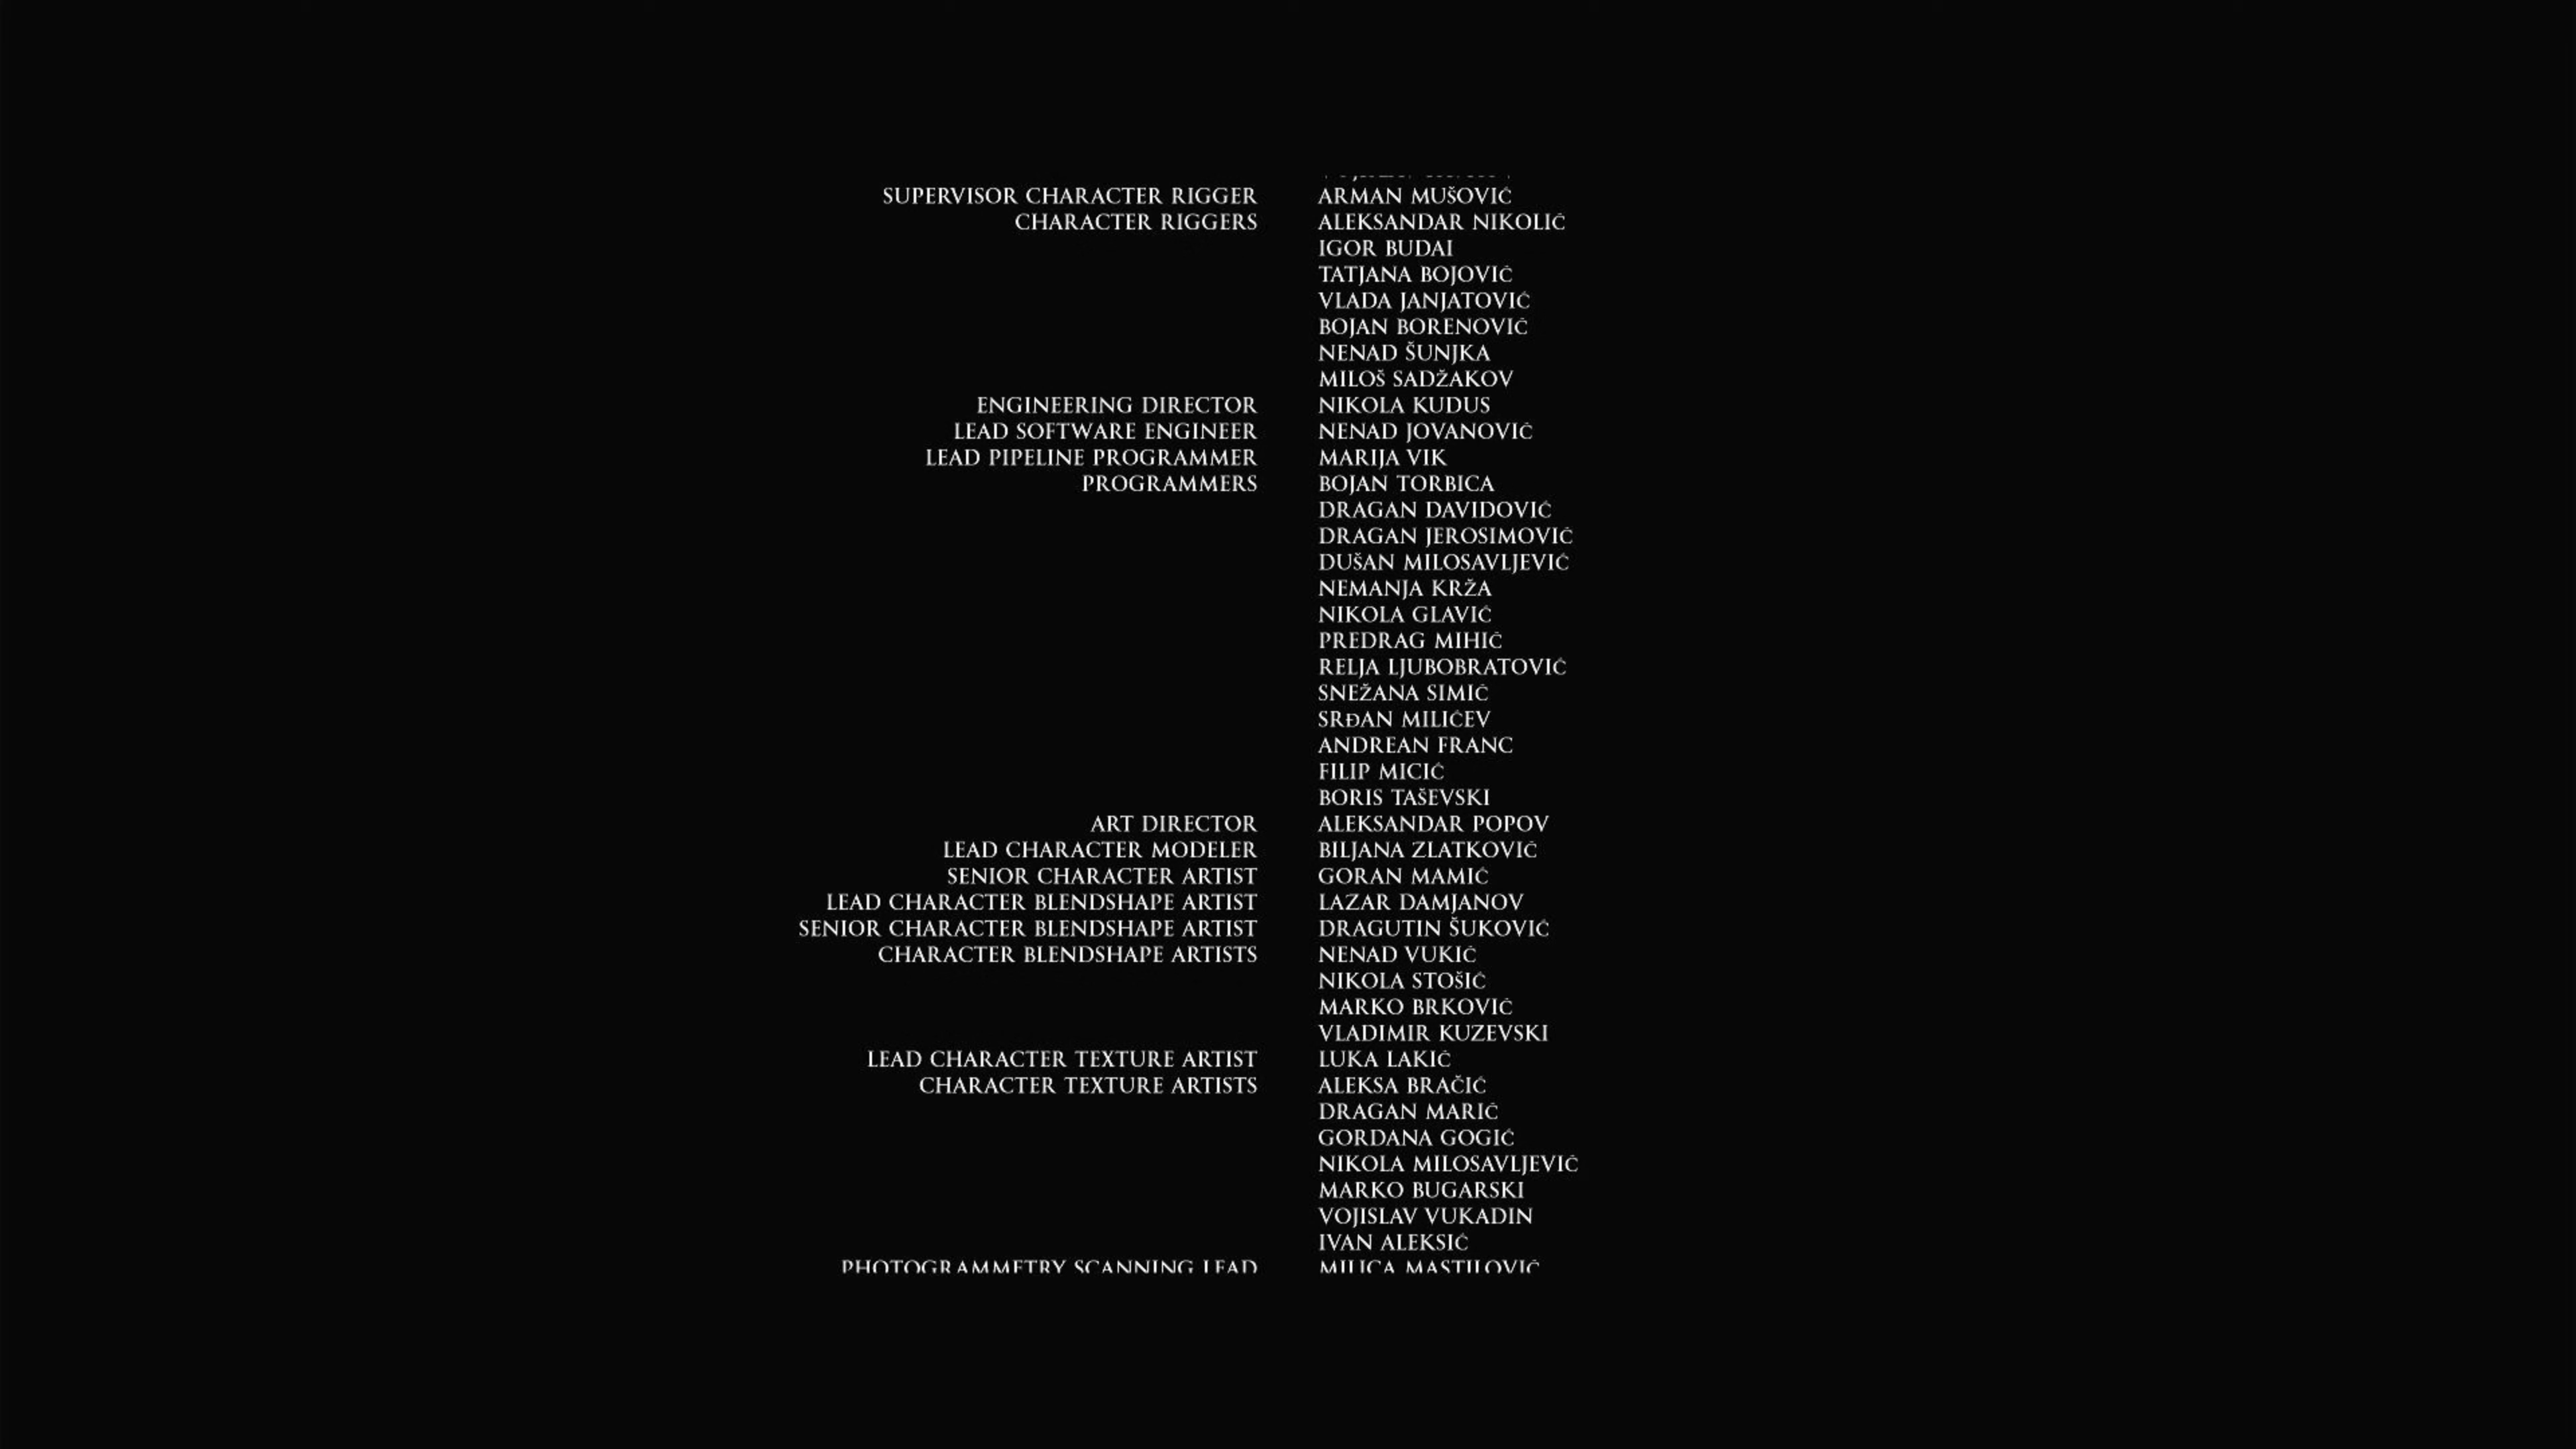 SUPERVISOR CHARACTER RIGGER ARMAN MUŠOVIĆ
CHARACTER RIGGERS ALEKSANDAR NIKOLIĆ
IGOR BUDAI
TATJANA BOJOVIĆ
VLADA JANJATOVIĆ
BOJAN BORENOVIĆ
NENAD ŠUNJKA
MILOŠ SADŽAKOV
ENGINEERING DIRECTOR NIKOLA KUDUS
LEAD SOFTWARE ENGINEER NENAD JOVANOVIĆ
LEAD PIPELINE PROGRAMMER MARIJA VIK
PROGRAMMERS BOJAN TORBICA
DRAGAN DAVIDOVIĆ
DRAGAN JEROSIMOVIĆ
DUŠAN MILOSAVLJEVIĆ
NEMANJA KRŽA
NIKOLA GLAVIĆ
PREDRAG MIHIĆ
RELJA LJUBOBRATOVIĆ
SNEŽANA SIMIĆ
SRĐAN MILIĆEV
ANDREAN FRANC
FILIP MICIĆ
BORIS TAŠEVSKI
ART DIRECTOR ALEKSANDAR POPOV
LEAD CHARACTER MODELER BILJANA ZLATKOVIĆ
SENIOR CHARACTER ARTIST GORAN MAMIĆ
LEAD CHARACTER BLENDSHAPE ARTIST LAZAR DAMJANOV
SENIOR CHARACTER BLENDSHAPE ARTIST DRAGUTIN ŠUKOVIĆ
CHARACTER BLENDSHAPE ARTISTS NENAD VUKIĆ
NIKOLA STOŠIĆ
MARKO BRKOVIĆ
VLADIMIR KUZEVSKI
LEAD CHARACTER TEXTURE ARTIST LUKA LAKIĆ
CHARACTER TEXTURE ARTISTS ALEKSA BRAČIĆ
DRAGAN MARIĆ
GORDANA GOGIĆ
NIKOLA MILOSAVLJEVIĆ
MARKO BUGARSKI
VOJISLAV VUKADIN
IVAN ALEKSIĆ
PHOTOGRAMMETRY SCANNING LEAD MILICA MASTILOVIĆ